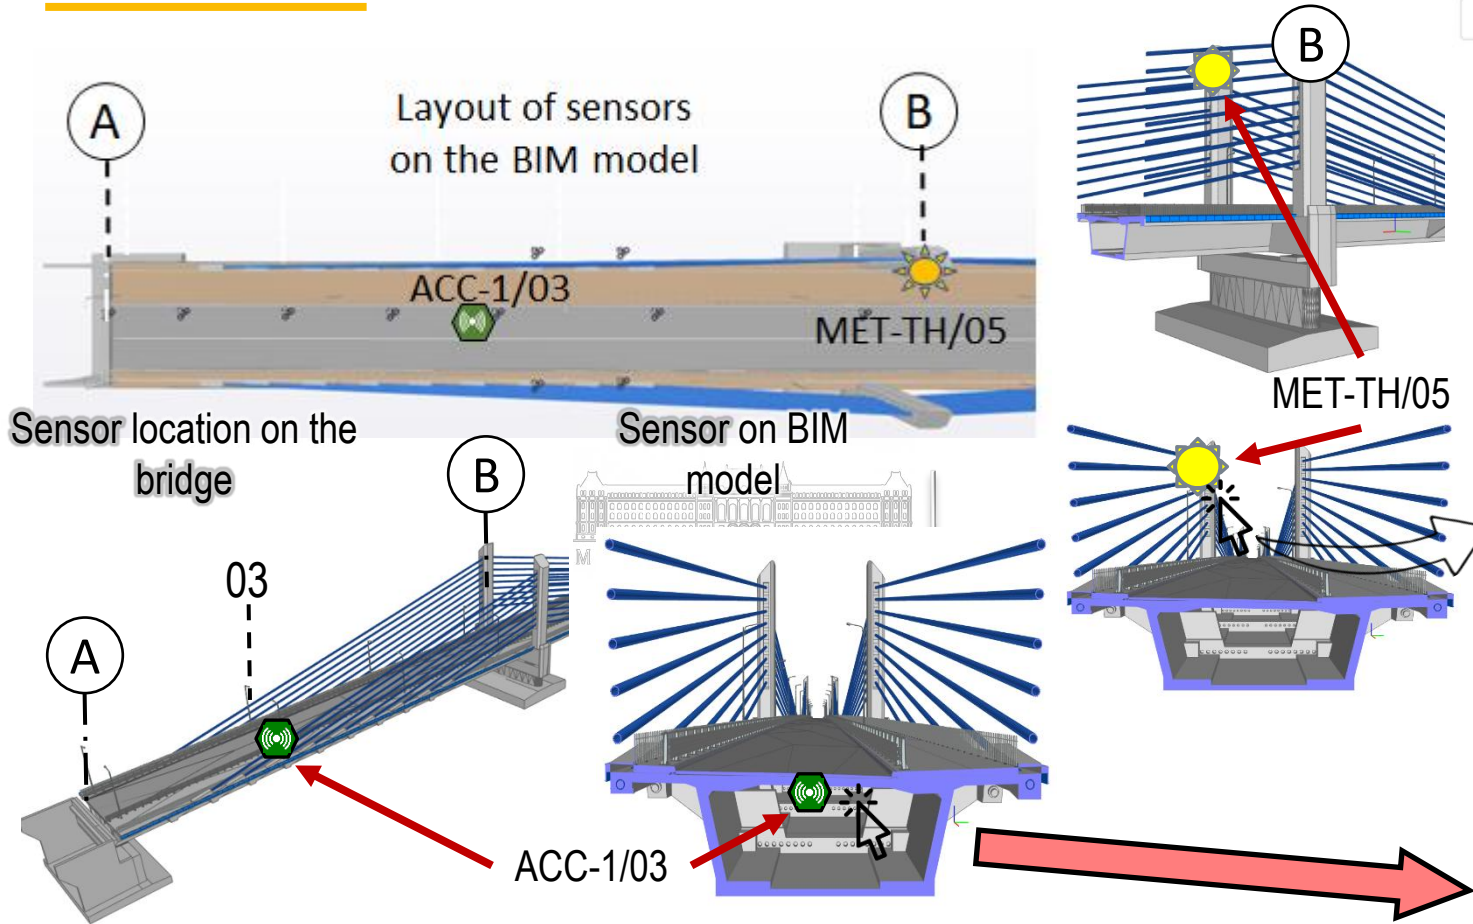 A
Layout of sensors
on the BIM model
B
B
ACC-1/03
MET-TH/05
MET-TH/05
Sensor location on the
bridge
Sensor on BIM
model
B
M
03
A
ACC-1/03